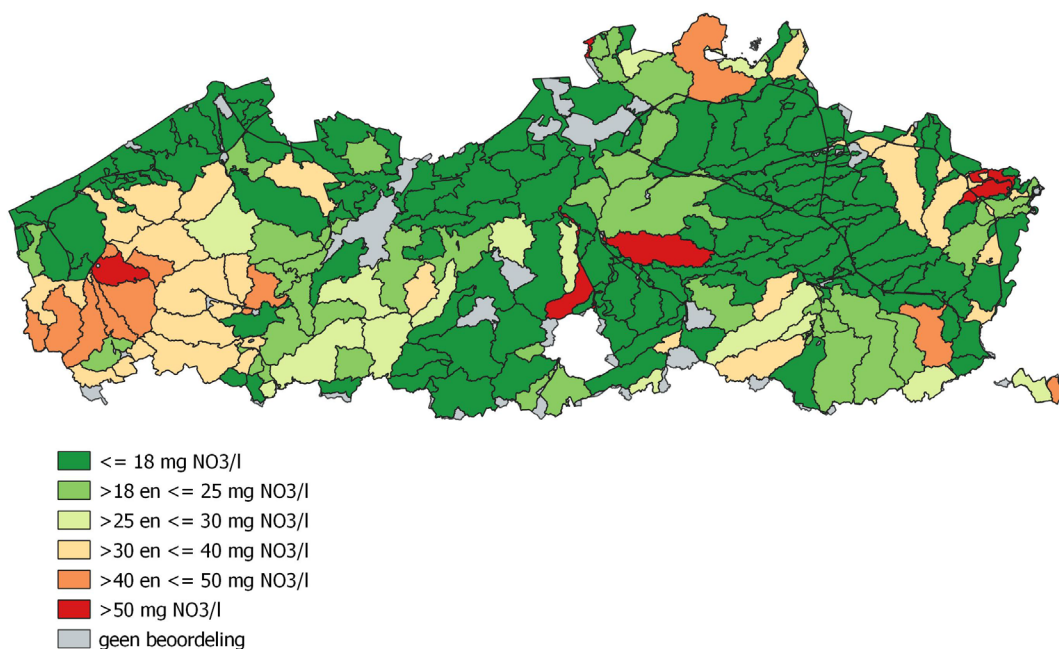 <= 18 mg NO3/l
>18 en <= 25 mg NO3/l
>25 en <= 30 mg NO3/l
>30 en <= 40 mg NO3/l
>40 en <= 50 mg NO3/l
>50 mg NO3/l
geen beoordeling